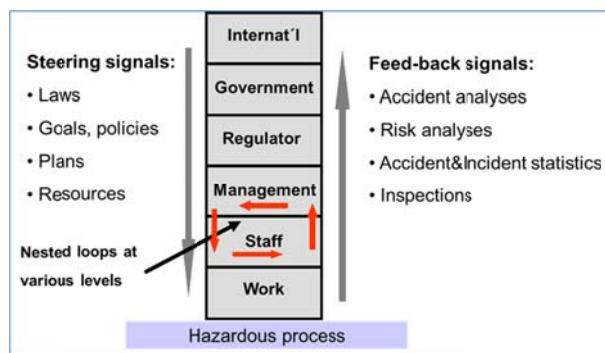 Internat´l
Steering signals:
• Laws
• Goals, policies
• Plans
• Resources
Government
Regulator
Management
Staff
Work
Nested loops at
various levels
Feed-back signals:
• Accident analyses
• Risk analyses
• Accident&Incident statistics
• Inspections
Hazardous process